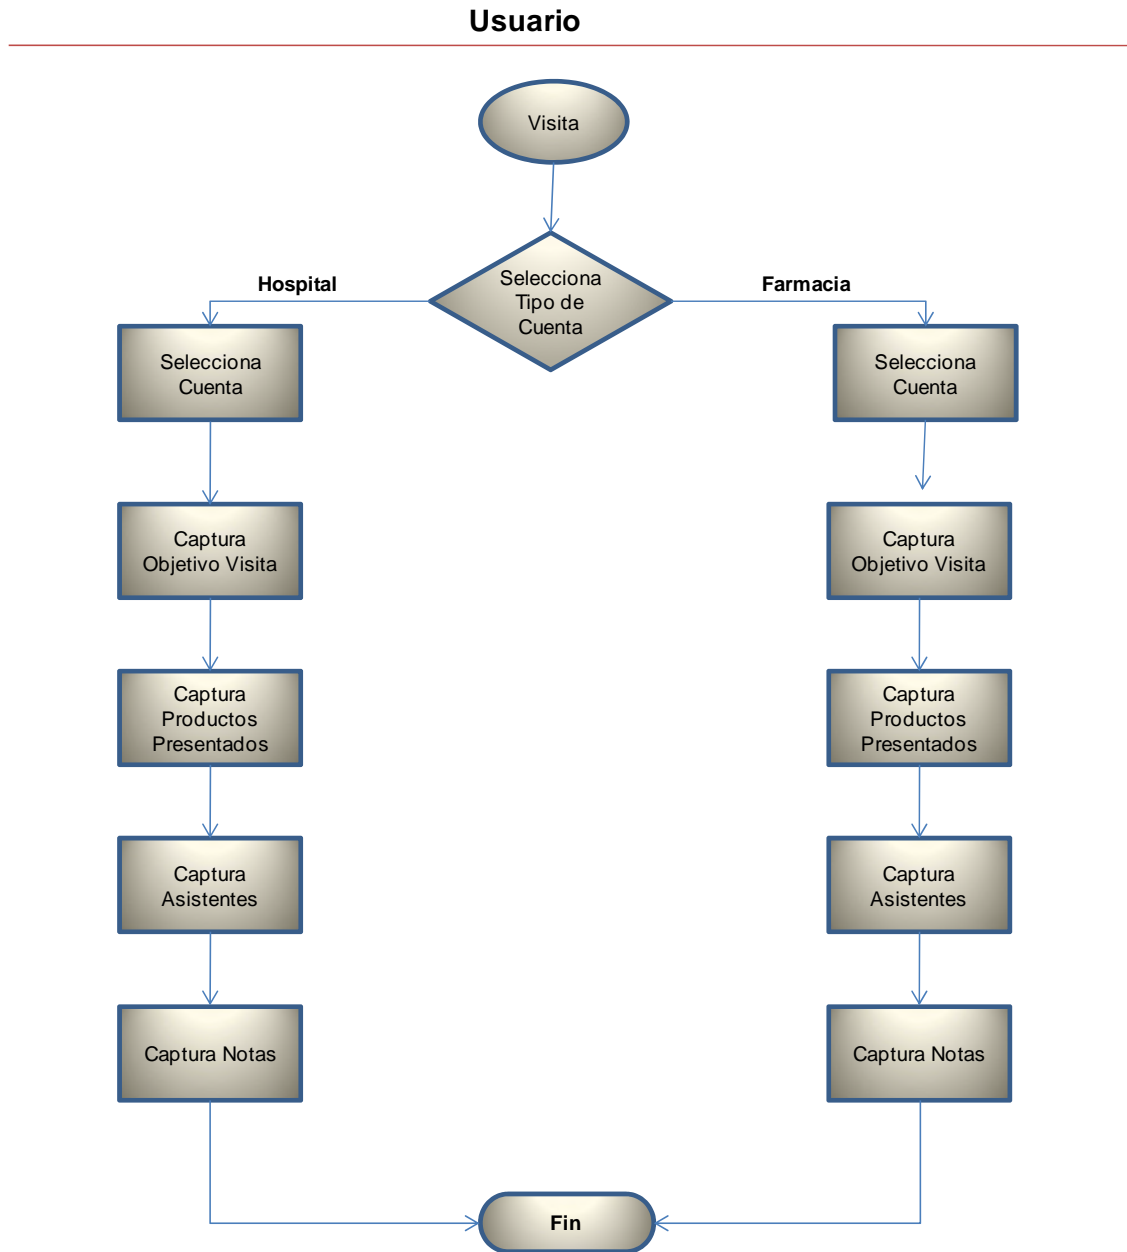 Usuario
Visita
Selecciona
Tipo de
Cuenta
Hospital
Farmacia
Selecciona
Cuenta
Selecciona
Cuenta
Captura
Objetivo Visita
Captura
Objetivo Visita
Captura
Productos
Presentados
Captura
Productos
Presentados
Captura
Asistentes
Captura
Asistentes
Captura Notas
Captura Notas
Fin